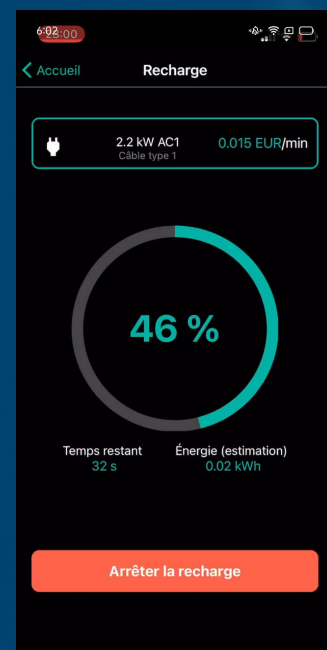 6:02
Accueil
Recharge
2.2 kW AC1
0.015 EUR/min
Câble type 1
46 %
Temps restant
Énergie (estimation)
32 s
0.02 kWh
Arrêter la recharge